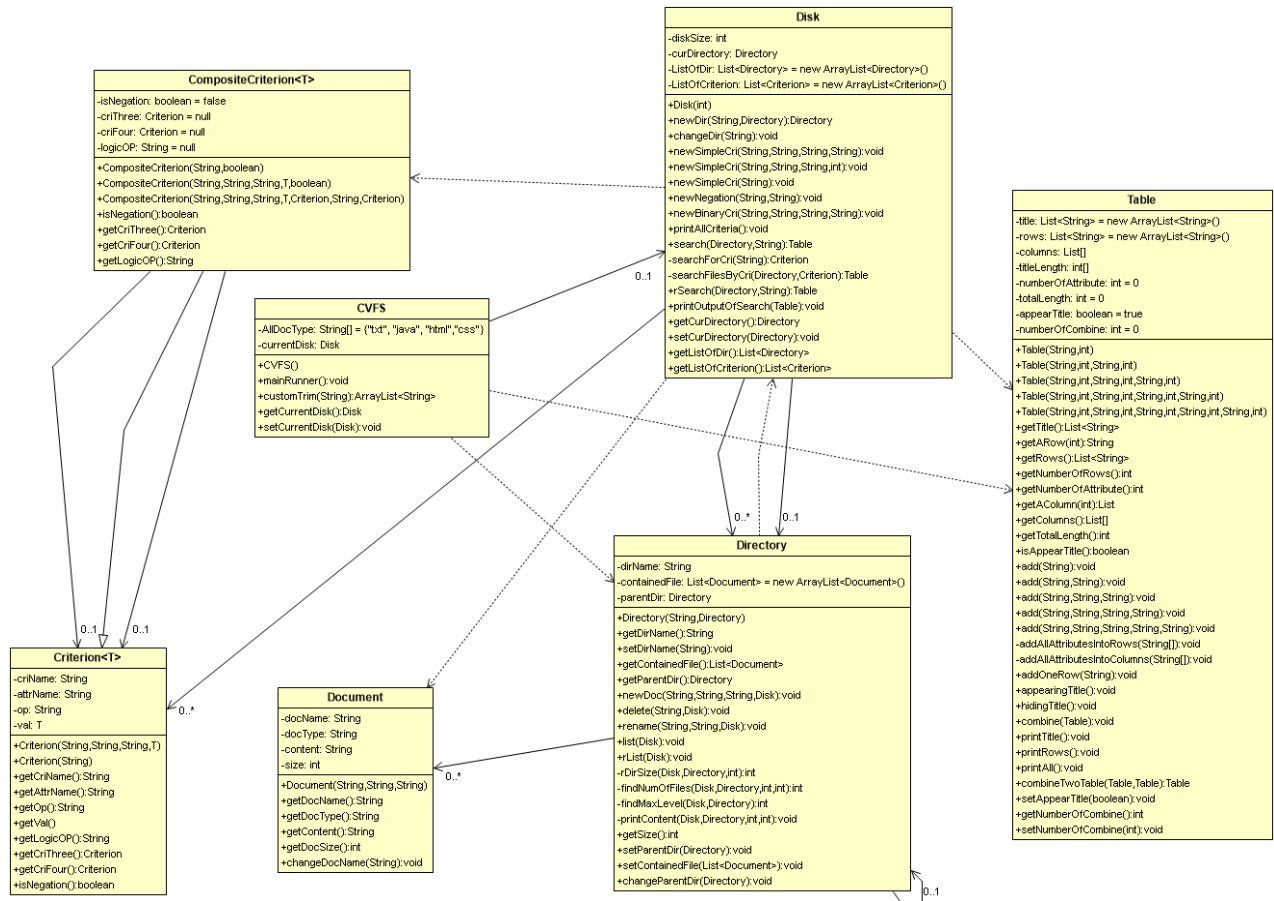 Disk
-diskSize: int
-curDirectory: Directory
-ListOfDir: List<Directory> = new ArrayList<Directory>()
-ListOfCriterion: List<Criterion> = new ArrayList<Criterion>()
+Disk(int)
+newDir(String,Directory):Directory
+changeDir(String):void
+newSimpleCri(String,String,String,String):void
+newSimpleCri(String,String,String,int):void
+newSimpleCri(String):void
+newNegation(String,String):void
+newBinaryCri(String,String,String,String):void
+printAllCriteria():void
+search(Directory,String):Table
-searchForCri(String):Criterion
-searchFilesByCri(Directory,Criterion):Table
+rSearch(Directory,String):Table
+printOutputOfSearch(Table):void
+getCurDirectory():Directory
+setCurDirectory(Directory):void
+getListOfDir():List<Directory>
+getListOfCriterion():List<Criterion>
CompositeCriterion<T>
-isNegation: boolean = false
-criThree: Criterion = null
-criFour: Criterion = null
-logicOP: String = null
+CompositeCriterion(String,boolean)
+CompositeCriterion(String,String,String,T,boolean)
+CompositeCriterion(String,String,String,T,Criterion,String,Criterion)
+isNegation():boolean
+getCriThree():Criterion
+getCriFour():Criterion
+getLogicOP():String
Table
-title: List<String> = new ArrayList<String>()
-rows: List<String> = new ArrayList<String>()
-columns: List[]
-titleLength: int[]
-numberOfAttribute: int = 0
-totalLength: int = 0
-appearTitle: boolean = true
-numberOfCombine: int = 0
+Table(String,int)
+Table(String,int,String,int)
+Table(String,int,String,int,String,int)
+Table(String,int,String,int,String,int,String,int)
+Table(String,int,String,int,String,int,String,int,String,int)
+getTitle():List<String>
+getARow(int):String
+getRows():List<String>
+getNumberOfRows():int
+getNumberOfAttribute():int
+getAColumn(int):List
+getColumns():List[]
+getTotalLength():int
+isAppearTitle():boolean
+add(String):void
+add(String,String):void
+add(String,String,String):void
+add(String,String,String,String):void
+add(String,String,String,String,String):void
-addAllAttributesIntoRows(String[]):void
-addAllAttributesIntoColumns(String[]):void
+addOneRow(String):void
+appearingTitle():void
+hidingTitle():void
+combine(Table):void
+printTitle():void
+printRows():void
+printAll():void
+combineTwoTable(Table,Table):Table
+setAppearTitle(boolean):void
+getNumberOfCombine():int
+setNumberOfCombine(int):void
0..1
CVFS
-AllDocType: String[] = {"txt", "java", "html","css"}
-currentDisk: Disk
+CVFS()
+mainRunner():void
+customTrim(String):ArrayList<String>
+getCurrentDisk():Disk
+setCurrentDisk(Disk):void
0..*
0..1
Directory
-dirName: String
-containedFile: List<Document> = new ArrayList<Document>()
-parentDir: Directory
+Directory(String,Directory)
+getDirName():String
+setDirName(String):void
+getContainedFile():List<Document>
+getParentDir():Directory
+newDoc(String,String,String,Disk):void
+delete(String,Disk):void
+rename(String,String,Disk):void
+list(Disk):void
+rList(Disk):void
-rDirSize(Disk,Directory,int):int
-findNumOfFiles(Disk,Directory,int,int):int
-findMaxLevel(Disk,Directory):int
-printContent(Disk,Directory,int,int):void
+getSize():int
+setParentDir(Directory):void
+setContainedFile(List<Document>):void
+changeParentDir(Directory):void
0..1
0..1
0..1
Criterion<T>
-criName: String
-attrName: String
-op: String
-val: T
+Criterion(String,String,String,T)
+Criterion(String)
+getCriName():String
+getAttrName():String
+getOp():String
+getVal()
+getLogicOP():String
+getCriThree():Criterion
+getCriFour():Criterion
+isNegation():boolean
0..*
Document
-docName: String
-docType: String
-content: String
-size: int
+Document(String,String,String)
+getDocName():String
+getDocType():String
+getContent():String
+getDocSize():int
+changeDocName(String):void
0..*